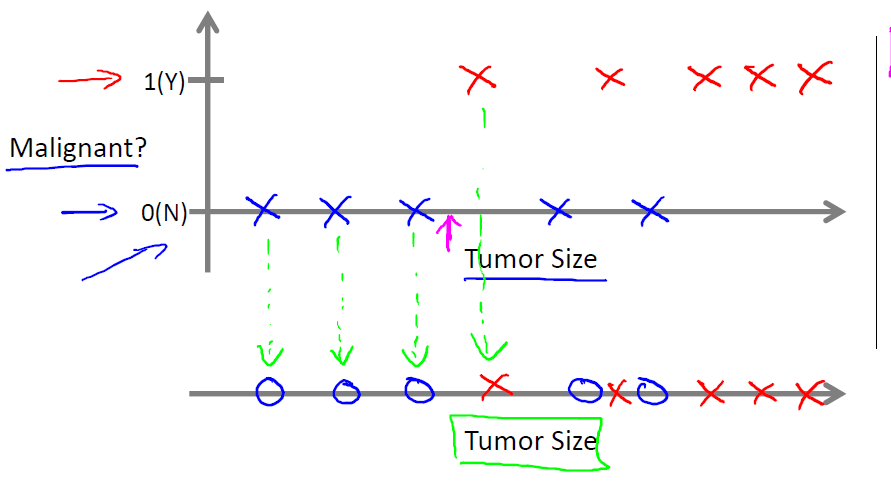 1(Y)
Malignant?
0(N)
Tumor Size
Tumor Size